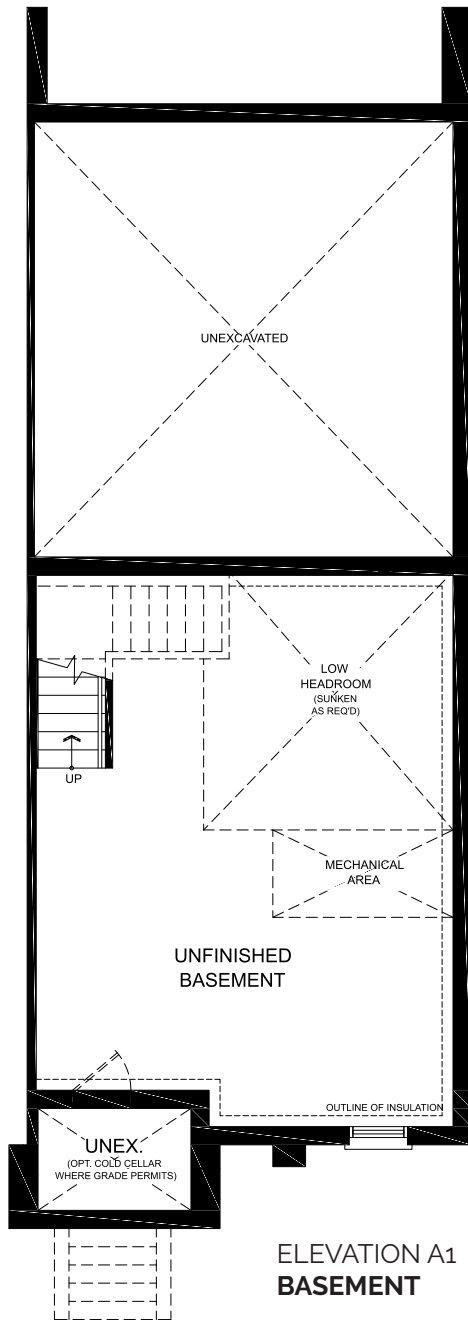 UNEXCAVATED
LOW
HEADROOM
(SUNKEN
AS REQ'D)
UP
MECHANICAL
AREA
UNFINISHED
BASEMENT
OUTLINE OF INSULATION
UNEX.
(OPT. COLD CELLAR
WHERE GRADE PERMITS)
ELEVATION A1
BASEMENT